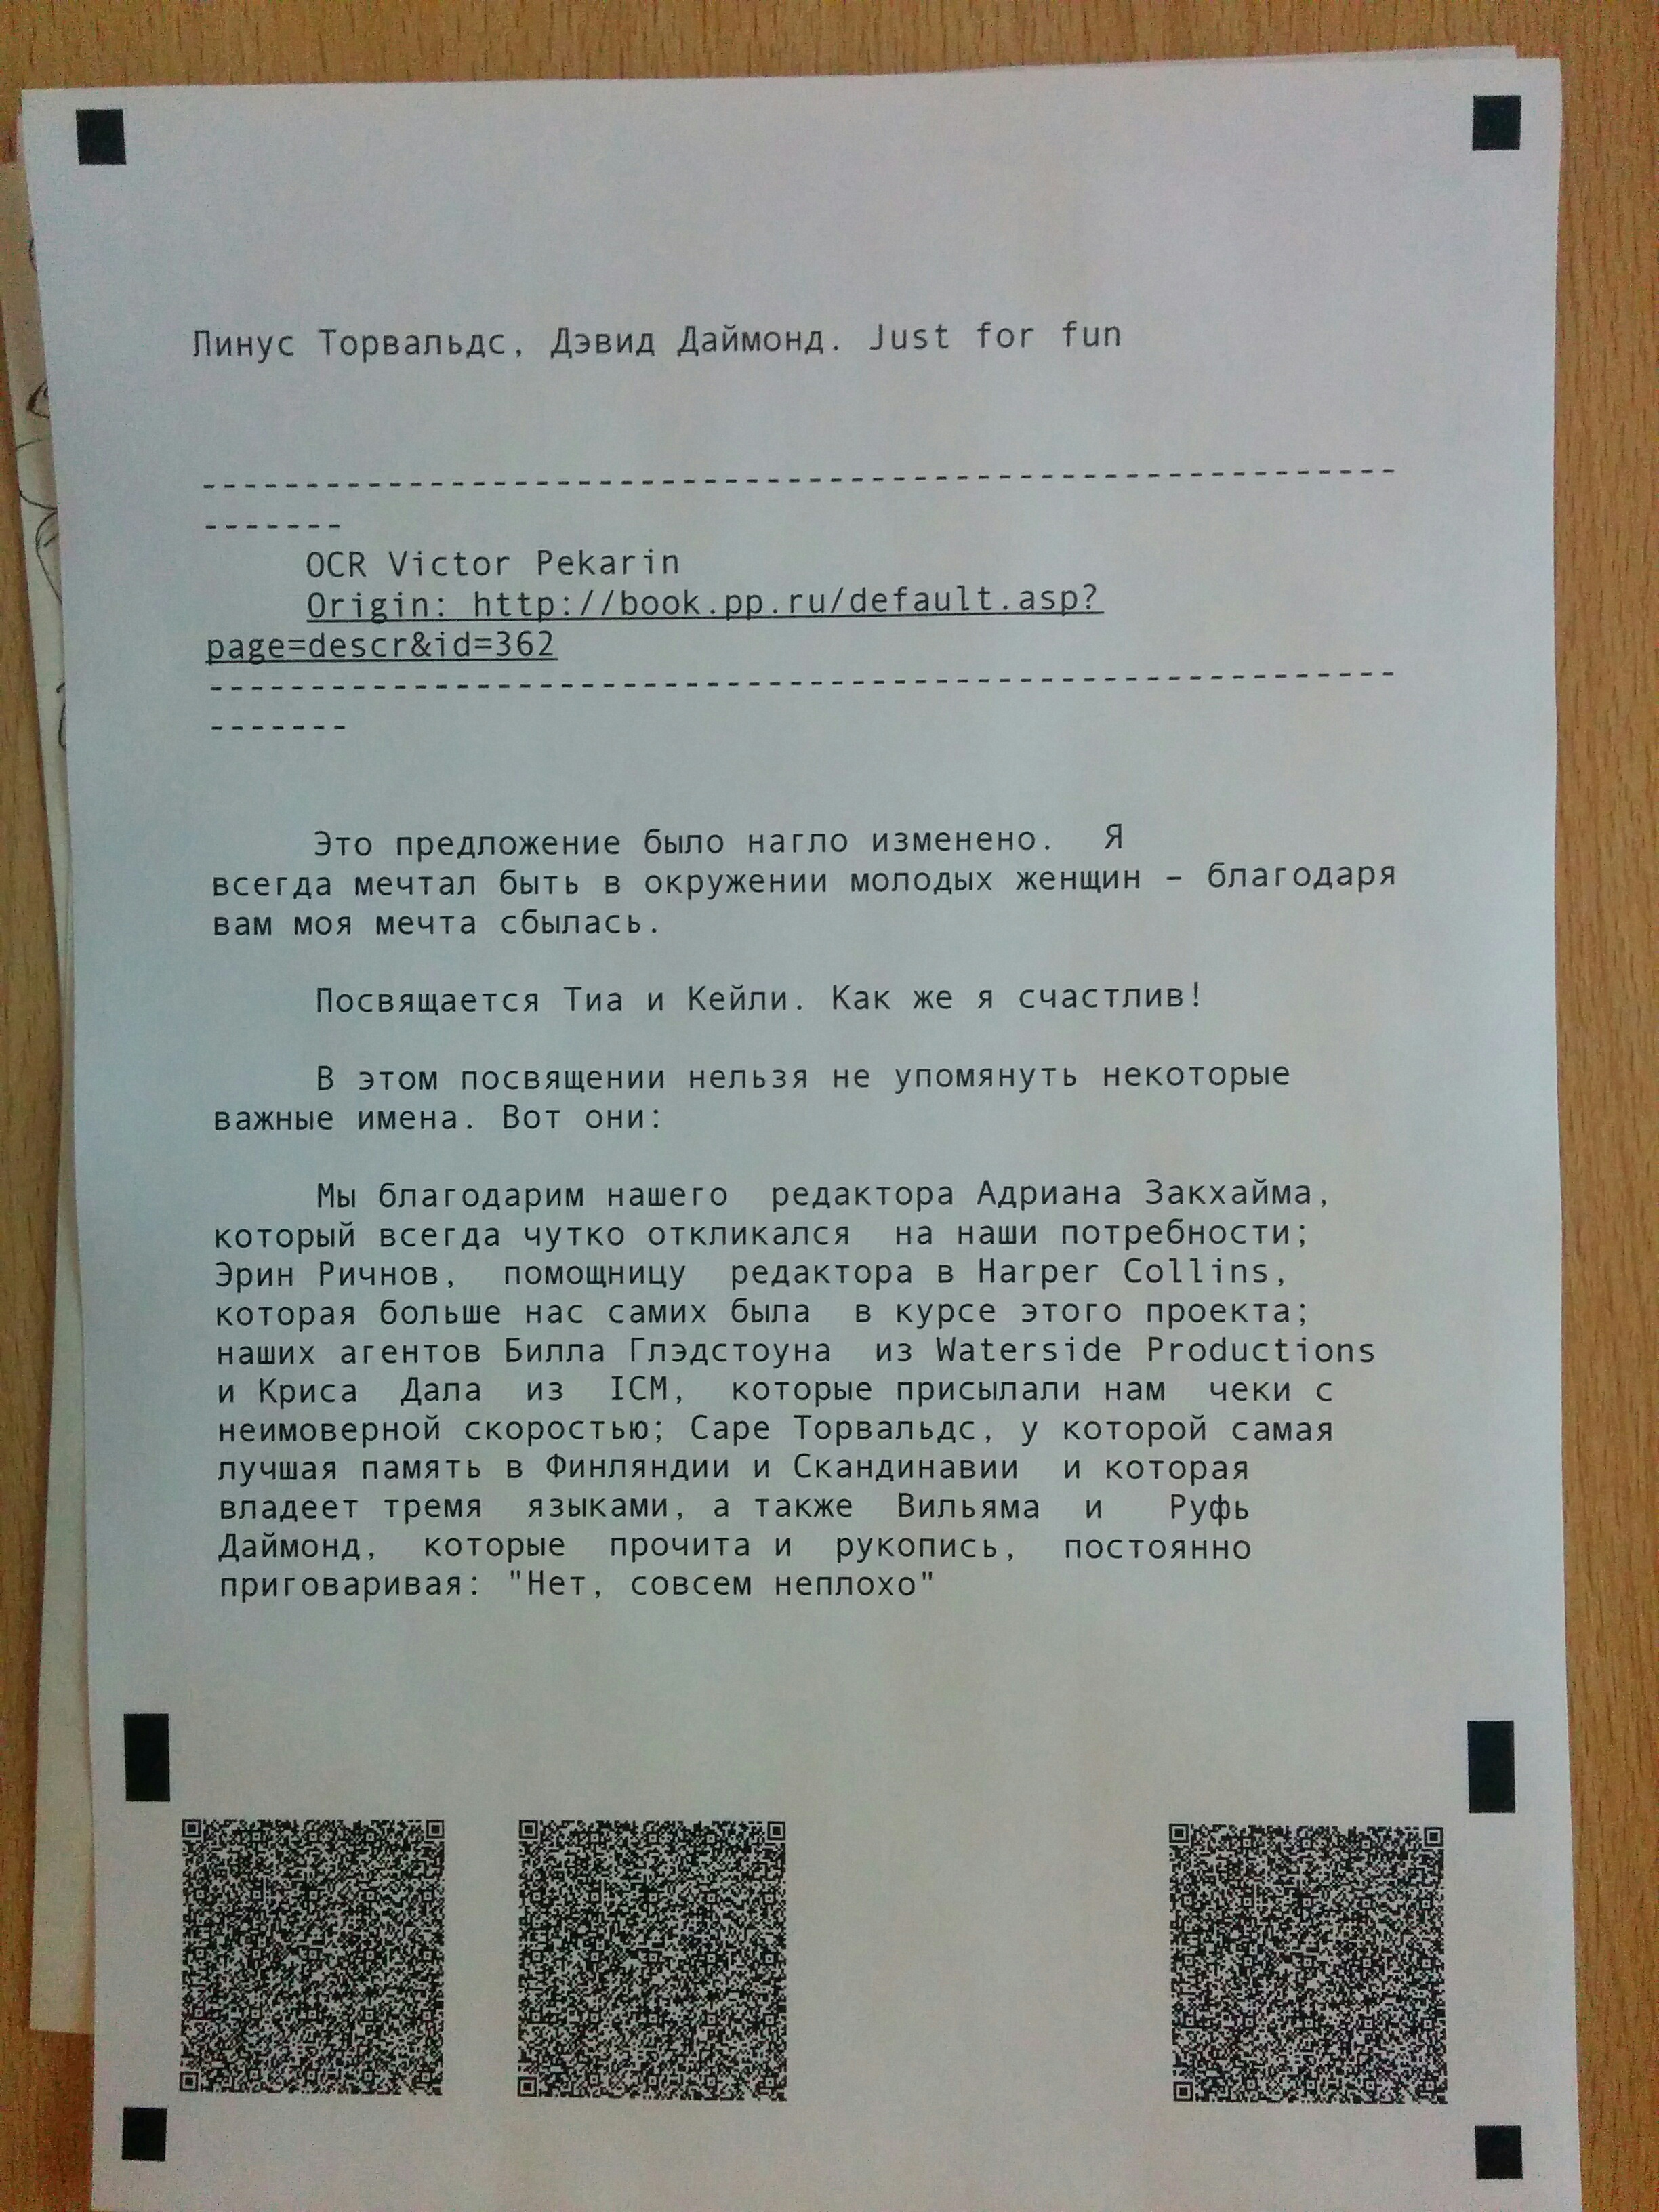 Линус Торвальдс, Дэвид Даймонд. Just for fun
----------------------------------------------------------
-------
OCR Victor Pekarin
Origin: http://book.pp.ru/default.asp?
page=descr&id=362
----------------------------------------------------------
-------
Это предложение было нагло изменено.  Я
всегда мечтал быть в окружении молодых женщин – благодаря
вам моя мечта сбылась.
Посвящается Тиа и Кейли. Как же я счастлив!
В этом посвящении нельзя не упомянуть некоторые
важные имена. Вот они:
Мы благодарим нашего  редактора Адриана Закхайма,
который всегда чутко откликался  на наши потребности;
Эрин Ричнов,  помощницу  редактора в Harper Collins,
которая больше нас самих была  в курсе этого проекта;
наших агентов Билла Глэдстоуна  из Waterside Productions
и Криса  Дала  из  ICM,  которые присылали нам  чеки с
неимоверной скоростью; Саре Торвальдс, у которой самая
лучшая память в Финляндии и Скандинавии  и которая
владеет тремя  языками, а также  Вильяма  и   Руфь
Даймонд,  которые  прочита и  рукопись,  постоянно
приговаривая: "Нет, совсем неплохо"